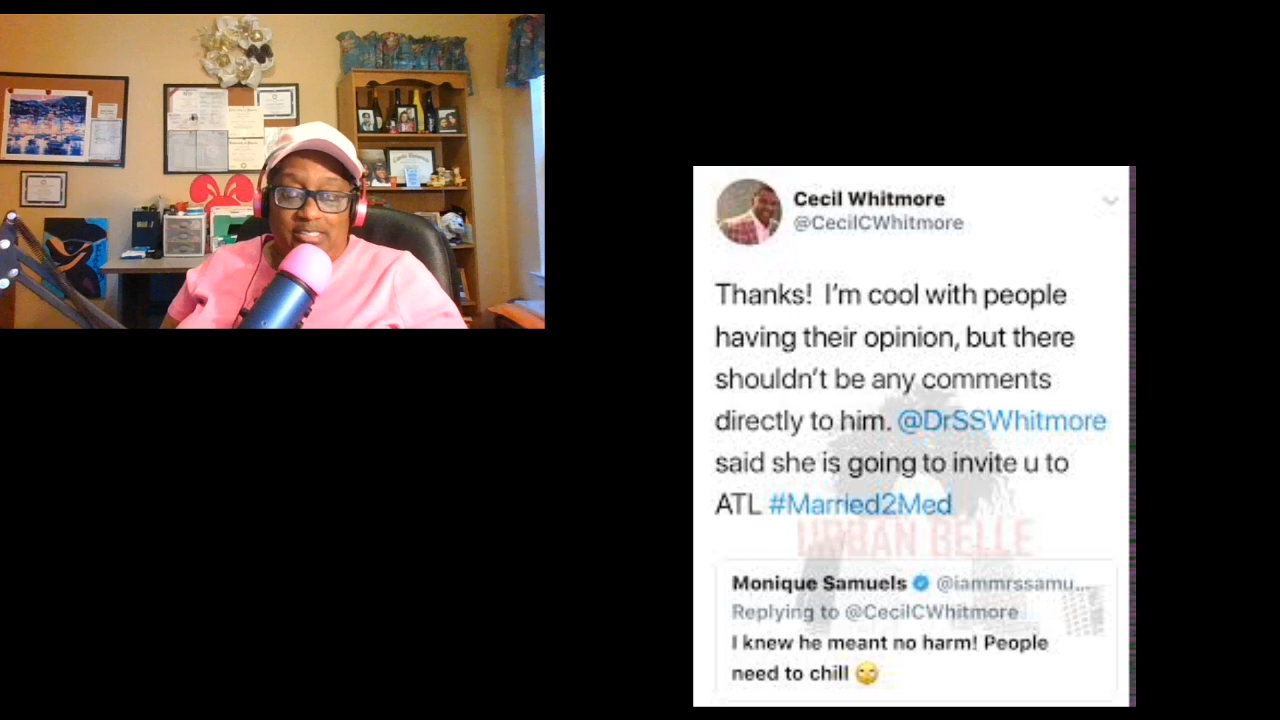 Cecil Whitmore
@CecilCWhitmore
Thanks!  I'm cool with people
having their opinion, but there
shouldn't be any comments
directly to him. @DrSSWhitmore
said she is going to invite u to
ATL #Married2Med
URBAN BELLE
Monique Samuels @iammrssamu...
Replying to @CecilCWhitmore
I knew he meant no harm! People
need to chill 🙄